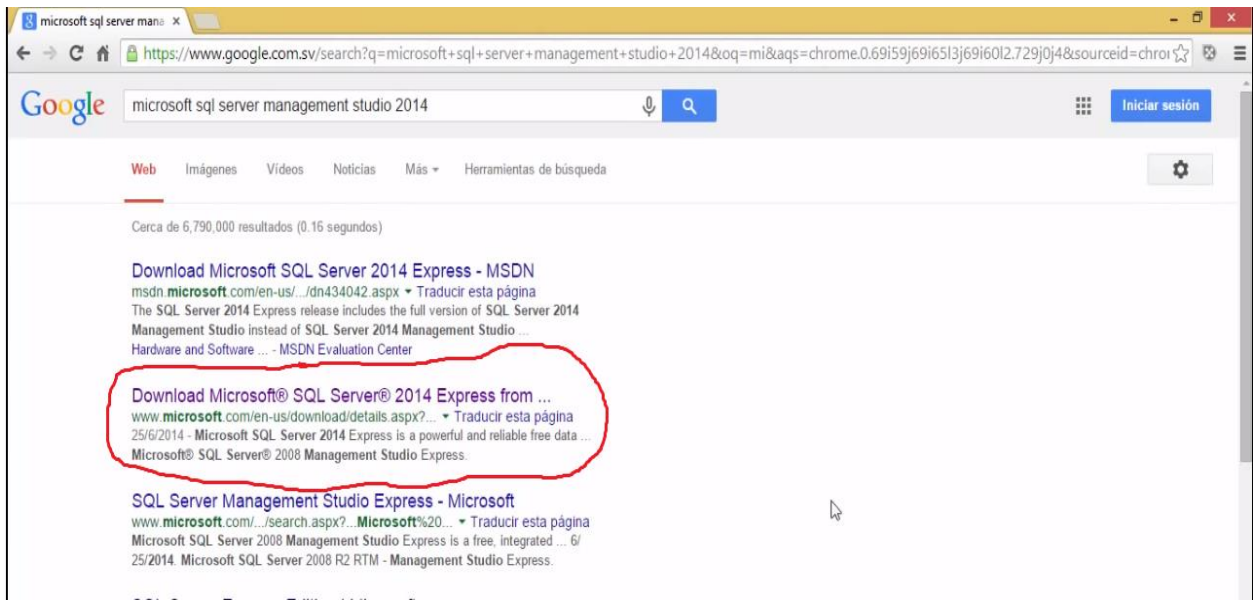 microsoft sql server mana
https://www.google.com.sv/search?q=microsoft+sql+server+management+studio+2014&oq=mi&aqs=chrome.0.69i59j69i65l3j69i60l2.729j0j4&sourceid=chro
Google
microsoft sql server management studio 2014
Iniciar sesión
Web Imágenes Vídeos Noticias Más Herramientas de búsqueda
Cerca de 6,790,000 resultados (0.16 segundos)
Download Microsoft SQL Server 2014 Express - MSDN
msdn.microsoft.com/en-us/.../dn434042.aspx Traducir esta página
The SQL Server 2014 Express release includes the full version of SQL Server 2014
Management Studio instead of SQL Server 2014 Management Studio ...
Hardware and Software ... - MSDN Evaluation Center
Download Microsoft® SQL Server® 2014 Express from ...
www.microsoft.com/en-us/download/details.aspx?... Traducir esta página
25/6/2014 - Microsoft SQL Server 2014 Express is a powerful and reliable free data ...
Microsoft® SQL Server® 2008 Management Studio Express.
SQL Server Management Studio Express - Microsoft
www.microsoft.com/.../search.aspx?...Microsoft%20... Traducir esta página
Microsoft SQL Server 2008 Management Studio Express is a free, integrated ... 6/
25/2014. Microsoft SQL Server 2008 R2 RTM - Management Studio Express.